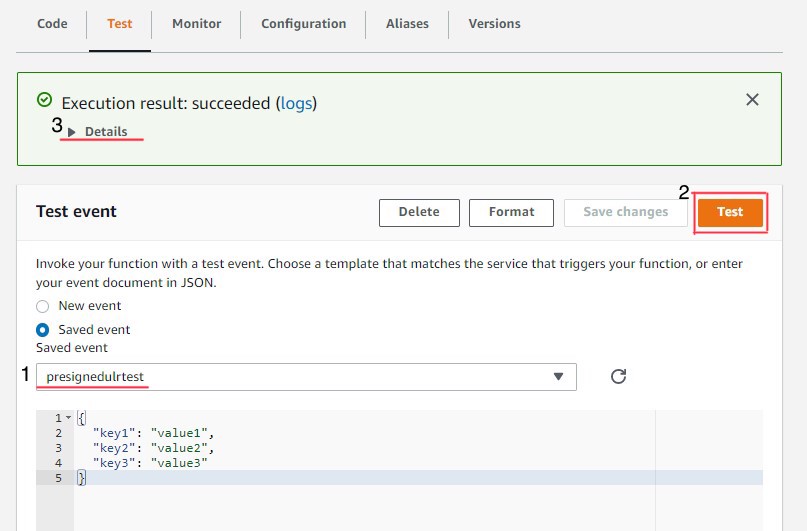 Code Test Monitor Configuration Aliases Versions
Execution result: succeeded (logs)
3 Details
Test event Delete Format Save changes 2 Test
Invoke your function with a test event. Choose a template that matches the service that triggers your function, or enter
your event document in JSON.
New event
Saved event
Saved event
1 presignedulrtest
1 {
2 "key1": "value1",
3 "key2": "value2",
4 "key3": "value3"
5 }